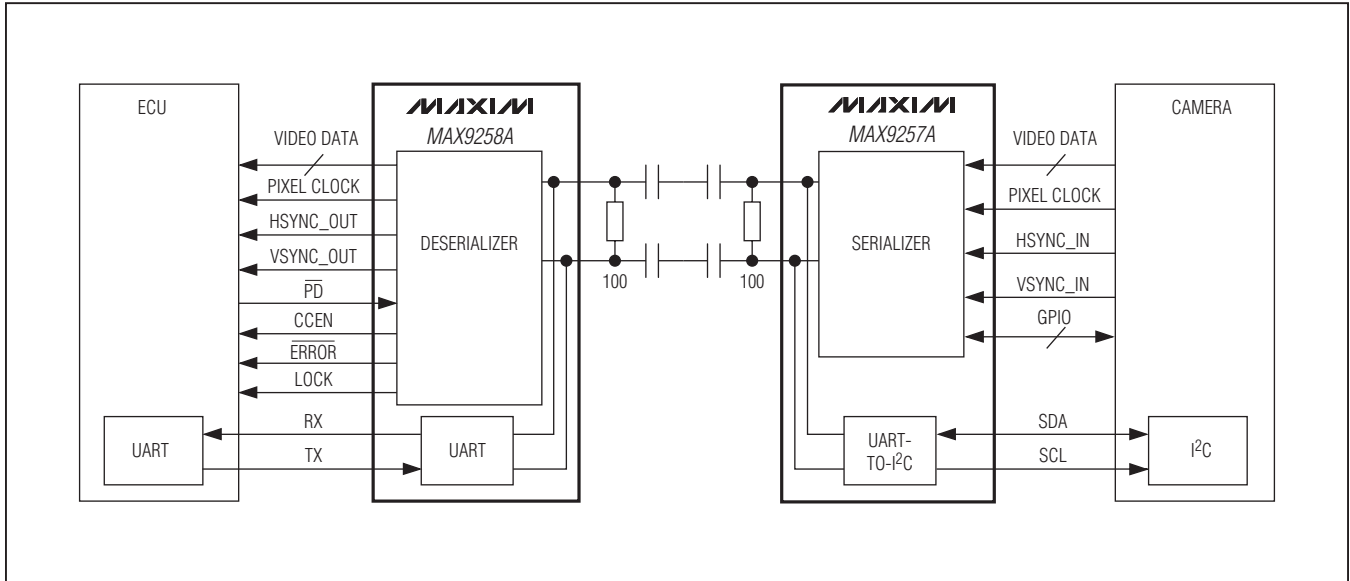 ECU
MAXIM
MAX9258A
MAXIM
MAX9257A
CAMERA
VIDEO DATA
PIXEL CLOCK
HSYNC_OUT
VSYNC_OUT
PD
CCEN
ERROR
LOCK
RX
TX
UART
DESERIALIZER
UART
100
100
SERIALIZER
UART-
TO-I²C
VIDEO DATA
PIXEL CLOCK
HSYNC_IN
VSYNC_IN
GPIO
SDA
SCL
I²C